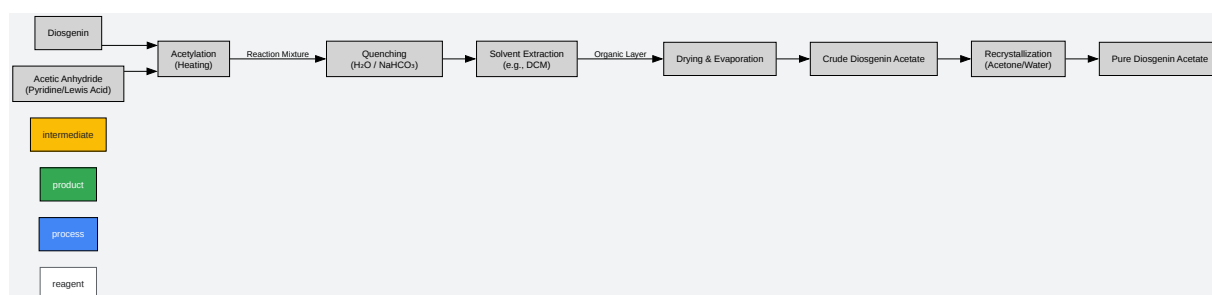 Diosgenin
Acetic Anhydride
(Pyridine/Lewis Acid)
Acetylation
(Heating)
Reaction Mixture
Quenching
(H₂O / NaHCO₃)
Solvent Extraction
(e.g., DCM)
Organic Layer
Drying & Evaporation
Crude Diosgenin Acetate
Recrystallization
(Acetone/Water)
Pure Diosgenin Acetate
intermediate
product
process
reagent